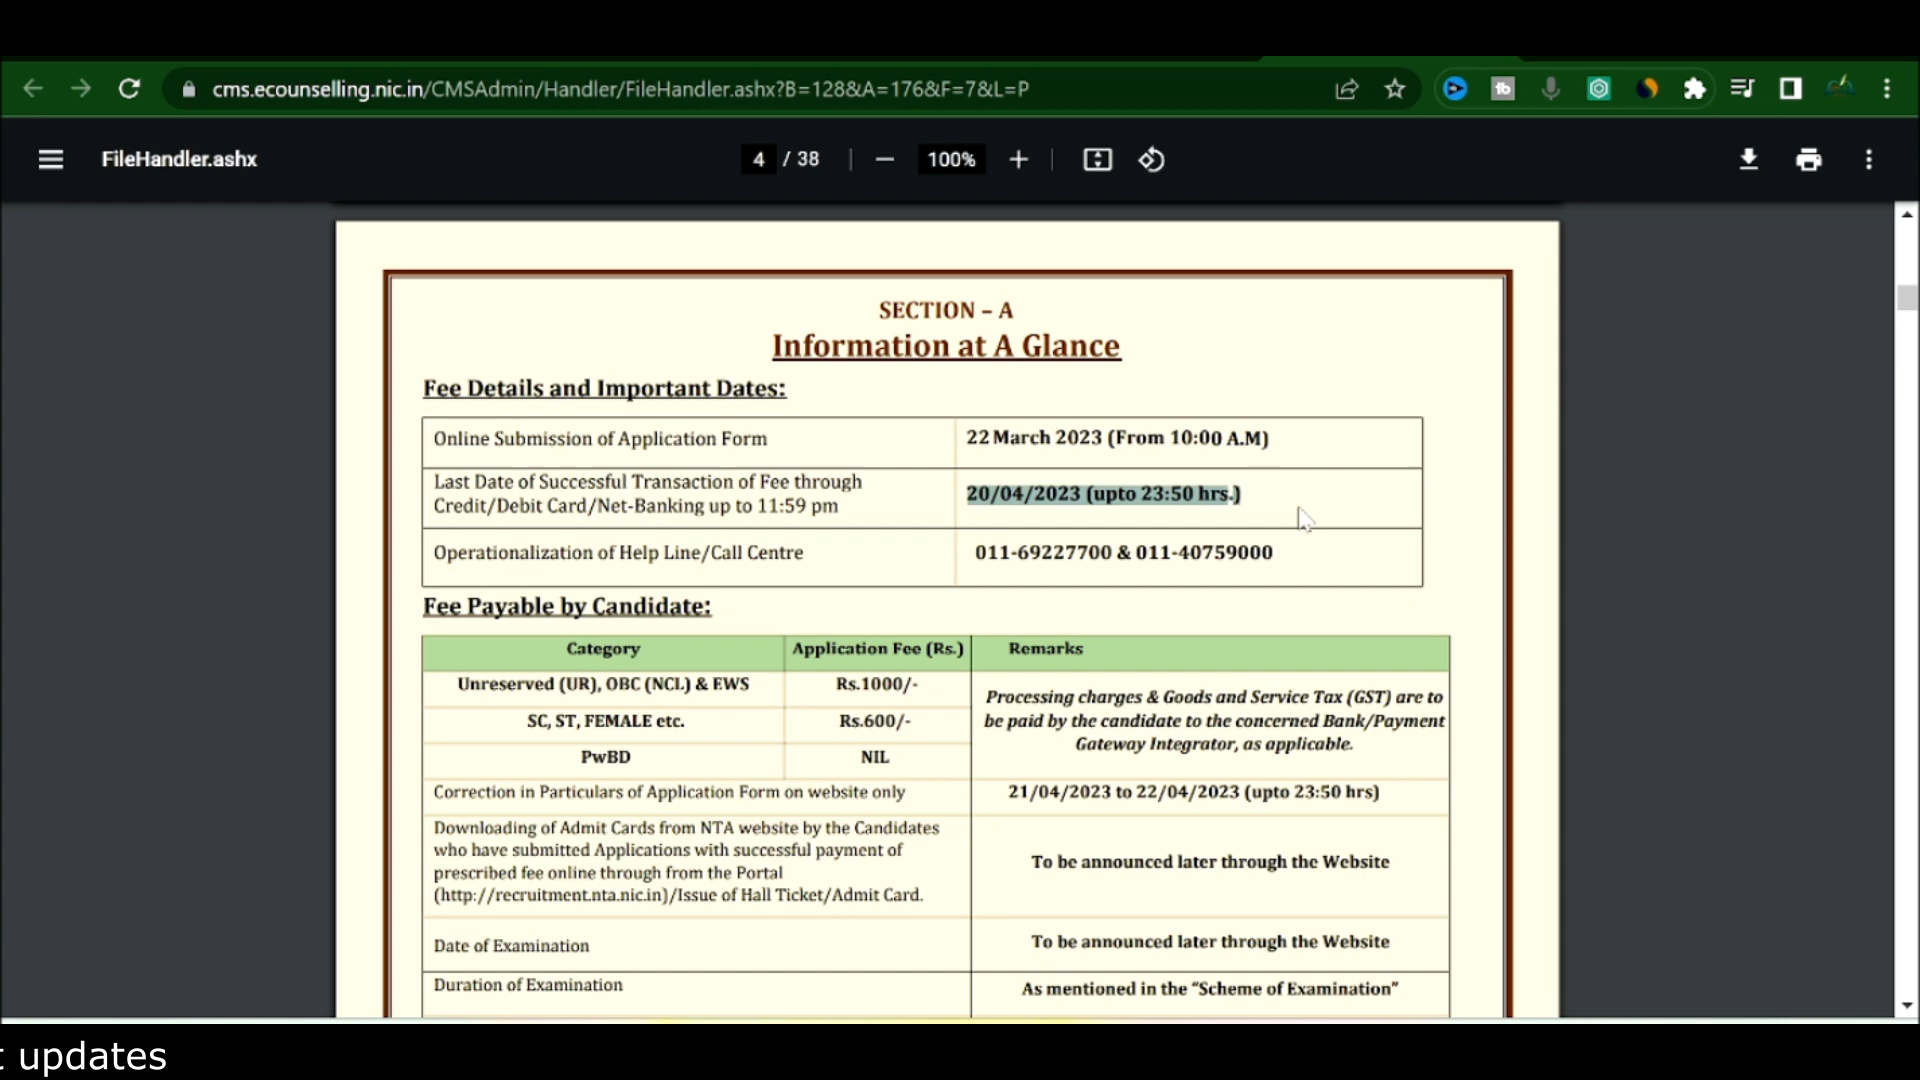 cms.ecounselling.nic.in/CMSAdmin/Handler/FileHandler.ashx?B=128&A=176&F=7&L=P
FileHandler.ashx
4 / 38
100%
SECTION – A
Information at A Glance
Fee Details and Important Dates:
Online Submission of Application Form
22 March 2023 (From 10:00 A.M)
Last Date of Successful Transaction of Fee through
Credit/Debit Card/Net-Banking up to 11:59 pm
20/04/2023 (upto 23:50 hrs.)
Operationalization of Help Line/Call Centre
011-69227700 & 011-40759000
Fee Payable by Candidate:
Category
Application Fee (Rs.)
Remarks
Unreserved (UR), OBC (NCL) & EWS
Rs.1000/-
SC, ST, FEMALE etc.
Rs.600/-
PwBD
NIL
Processing charges & Goods and Service Tax (GST) are to
be paid by the candidate to the concerned Bank/Payment
Gateway Integrator, as applicable.
Correction in Particulars of Application Form on website only
21/04/2023 to 22/04/2023 (upto 23:50 hrs)
Downloading of Admit Cards from NTA website by the Candidates
who have submitted Applications with successful payment of
prescribed fee online through from the Portal
(http://recruitment.nta.nic.in)/Issue of Hall Ticket/Admit Card.
To be announced later through the Website
Date of Examination
To be announced later through the Website
Duration of Examination
As mentioned in the “Scheme of Examination”
updates